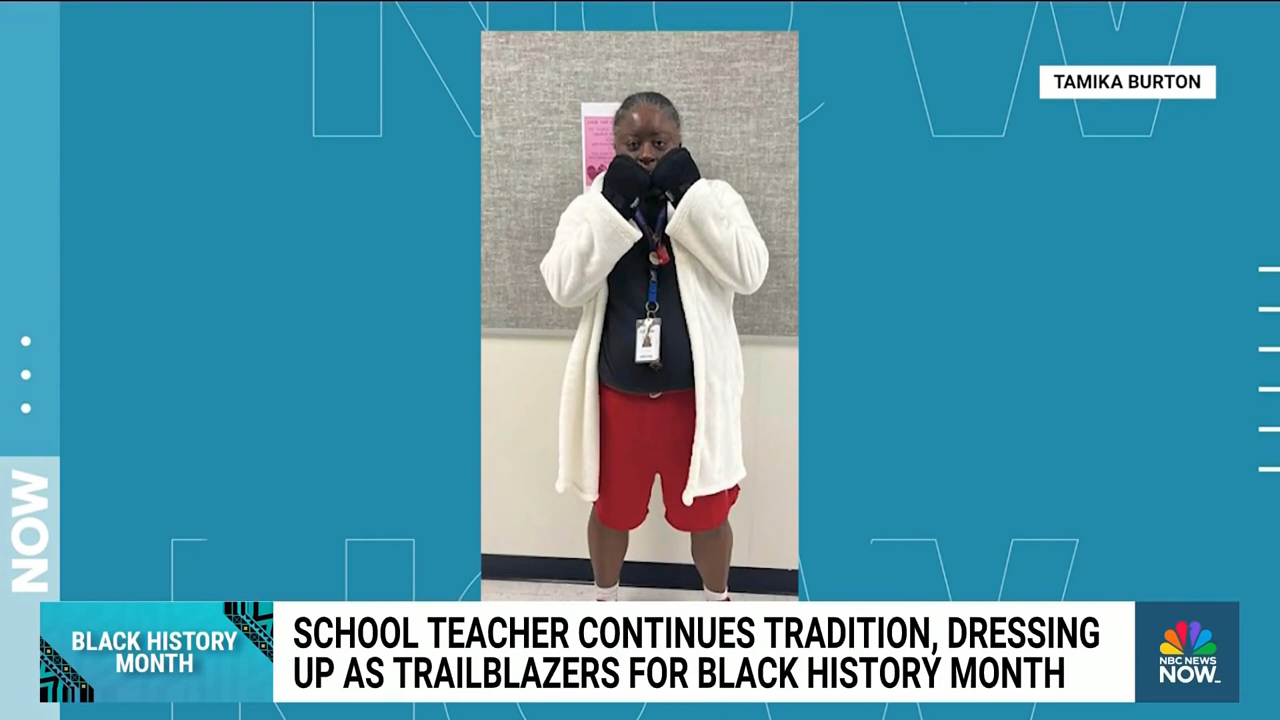 TAMIKA BURTON
NOW
BLACK HISTORY
MONTH
SCHOOL TEACHER CONTINUES TRADITION, DRESSING
UP AS TRAILBLAZERS FOR BLACK HISTORY MONTH
NBC NEWS
NOW